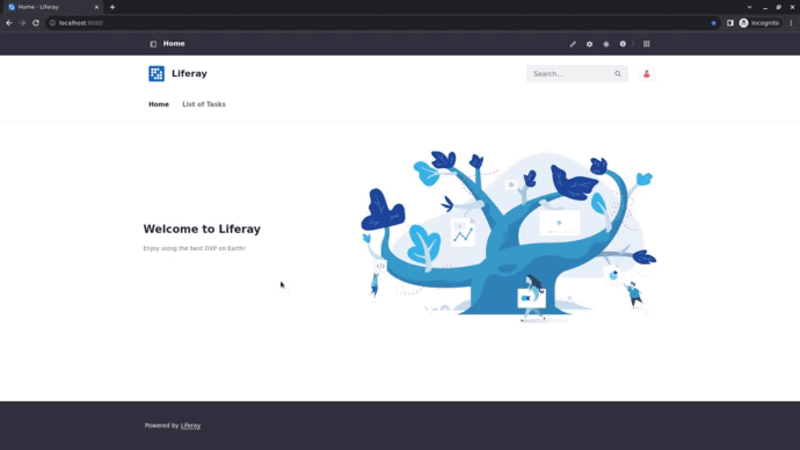 Home - Liferay
localhost:8080
Incognito
Home
Liferay
Search...
Home
List of Tasks
Welcome to Liferay
Enjoy using the best DXP on Earth!
Powered by Liferay